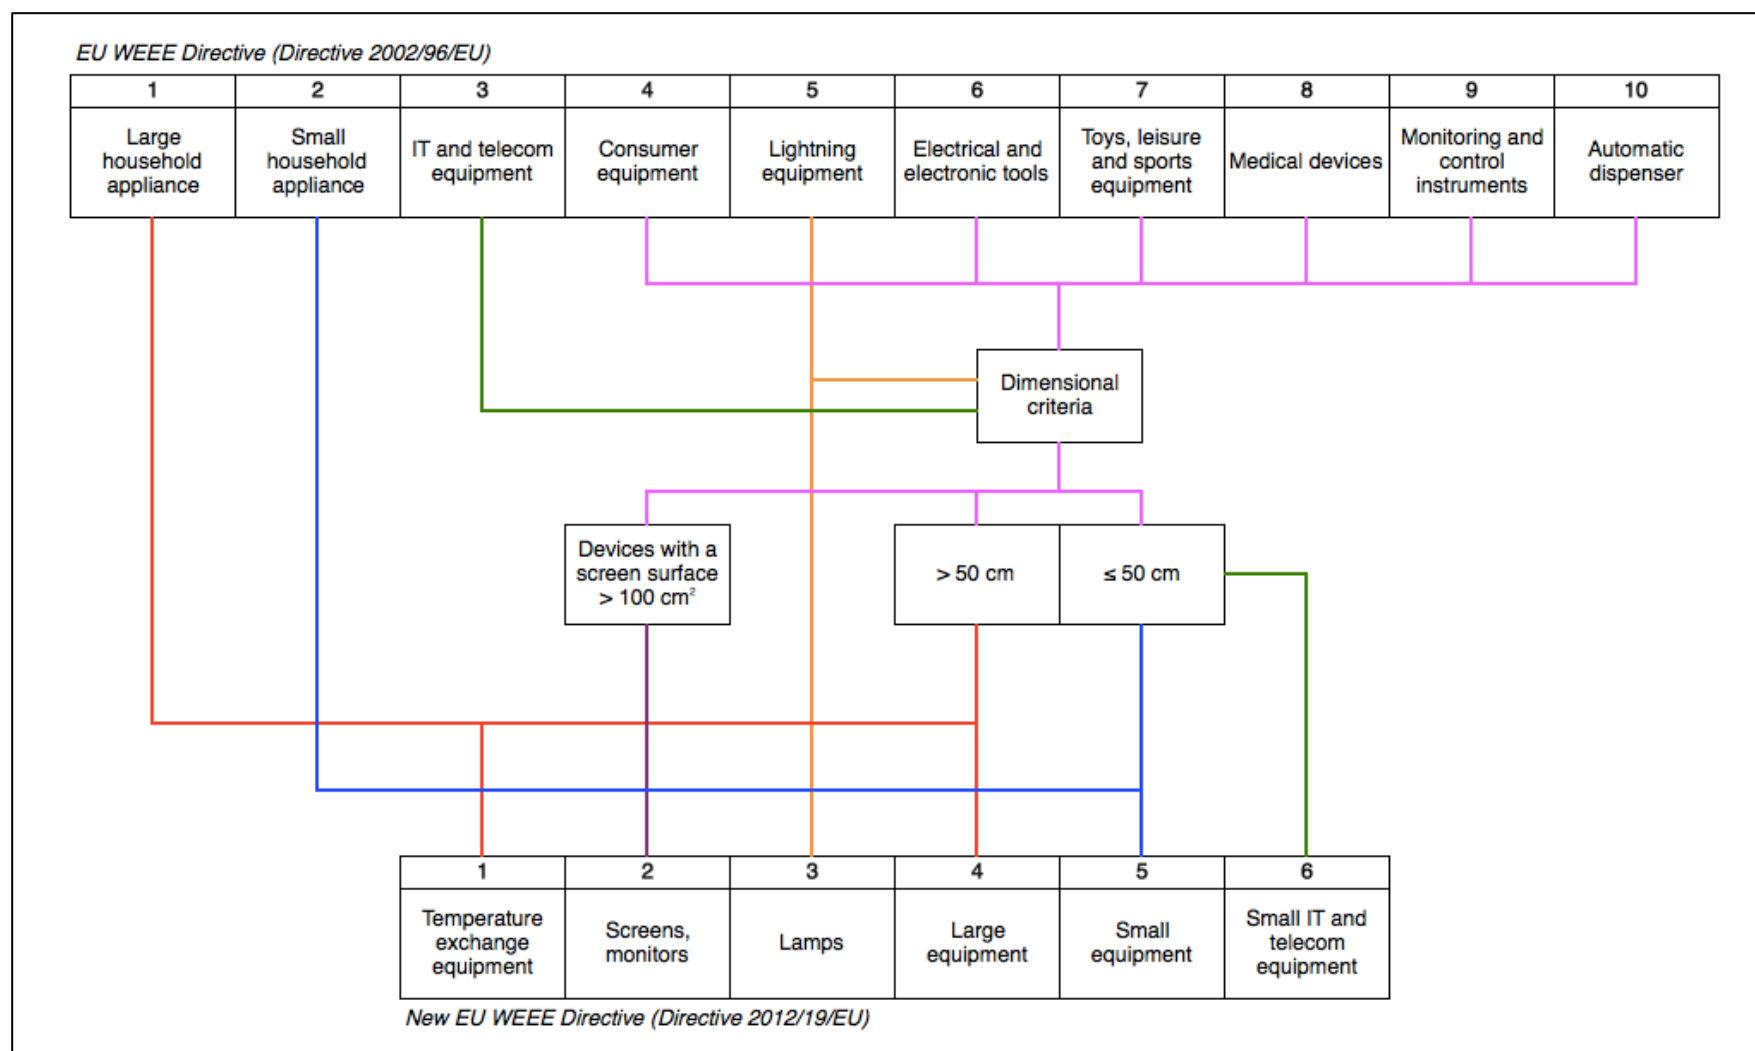 EU WEEE Directive (Directive 2002/96/EU)
1
2
3
4
5
6
7
8
9
10
Large
household
appliance
Small
household
appliance
IT and telecom
equipment
Consumer
equipment
Lightning
equipment
Electrical and
electronic tools
Toys, leisure
and sports
equipment
Medical devices
Monitoring and
control
instruments
Automatic
dispenser
Dimensional
criteria
Devices with a
screen surface
> 100 cm²
> 50 cm
≤ 50 cm
1
2
3
4
5
6
Temperature
exchange
equipment
Screens,
monitors
Lamps
Large
equipment
Small
equipment
Small IT and
telecom
equipment
New EU WEEE Directive (Directive 2012/19/EU)